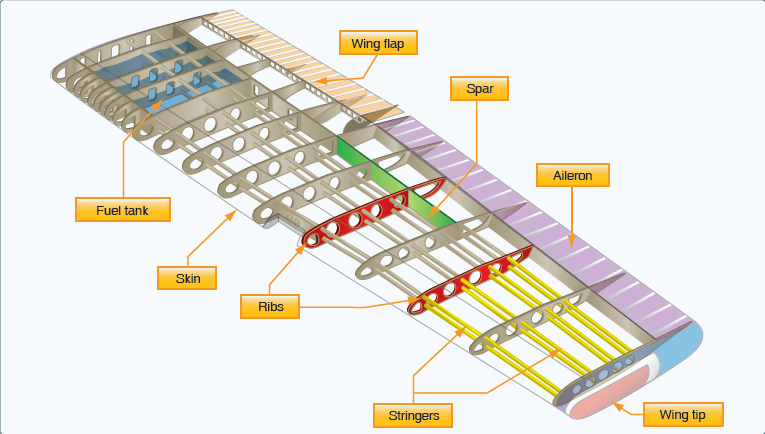 Wing flap
Spar
Aileron
Fuel tank
Skin
Ribs
Stringers
Wing tip